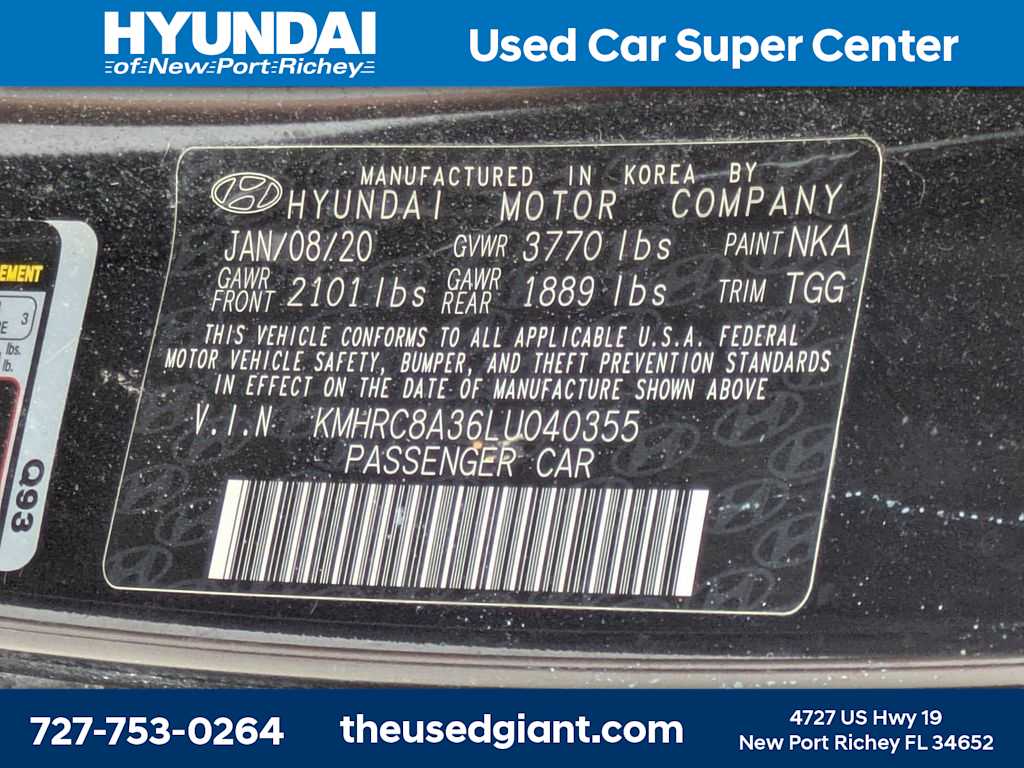 HYUNDAI
of New Port Richey
Used Car Super Center
MANUFACTURED IN KOREA BY
HYUNDAI MOTOR COMPANY
JAN/08/20 GVWR 3770 lbs PAINT NKA
GAWR FRONT 2101 lbs GAWR REAR 1889 lbs TRIM TGG
THIS VEHICLE CONFORMS TO ALL APPLICABLE U.S.A. FEDERAL
MOTOR VEHICLE SAFETY, BUMPER, AND THEFT PREVENTION STANDARDS
IN EFFECT ON THE DATE OF MANUFACTURE SHOWN ABOVE
V.I.N KMHRC8A36LU040355
PASSENGER CAR
3
lbs.
lb.
Q93
727-753-0264
theusedgiant.com
4727 US Hwy 19
New Port Richey FL 34652